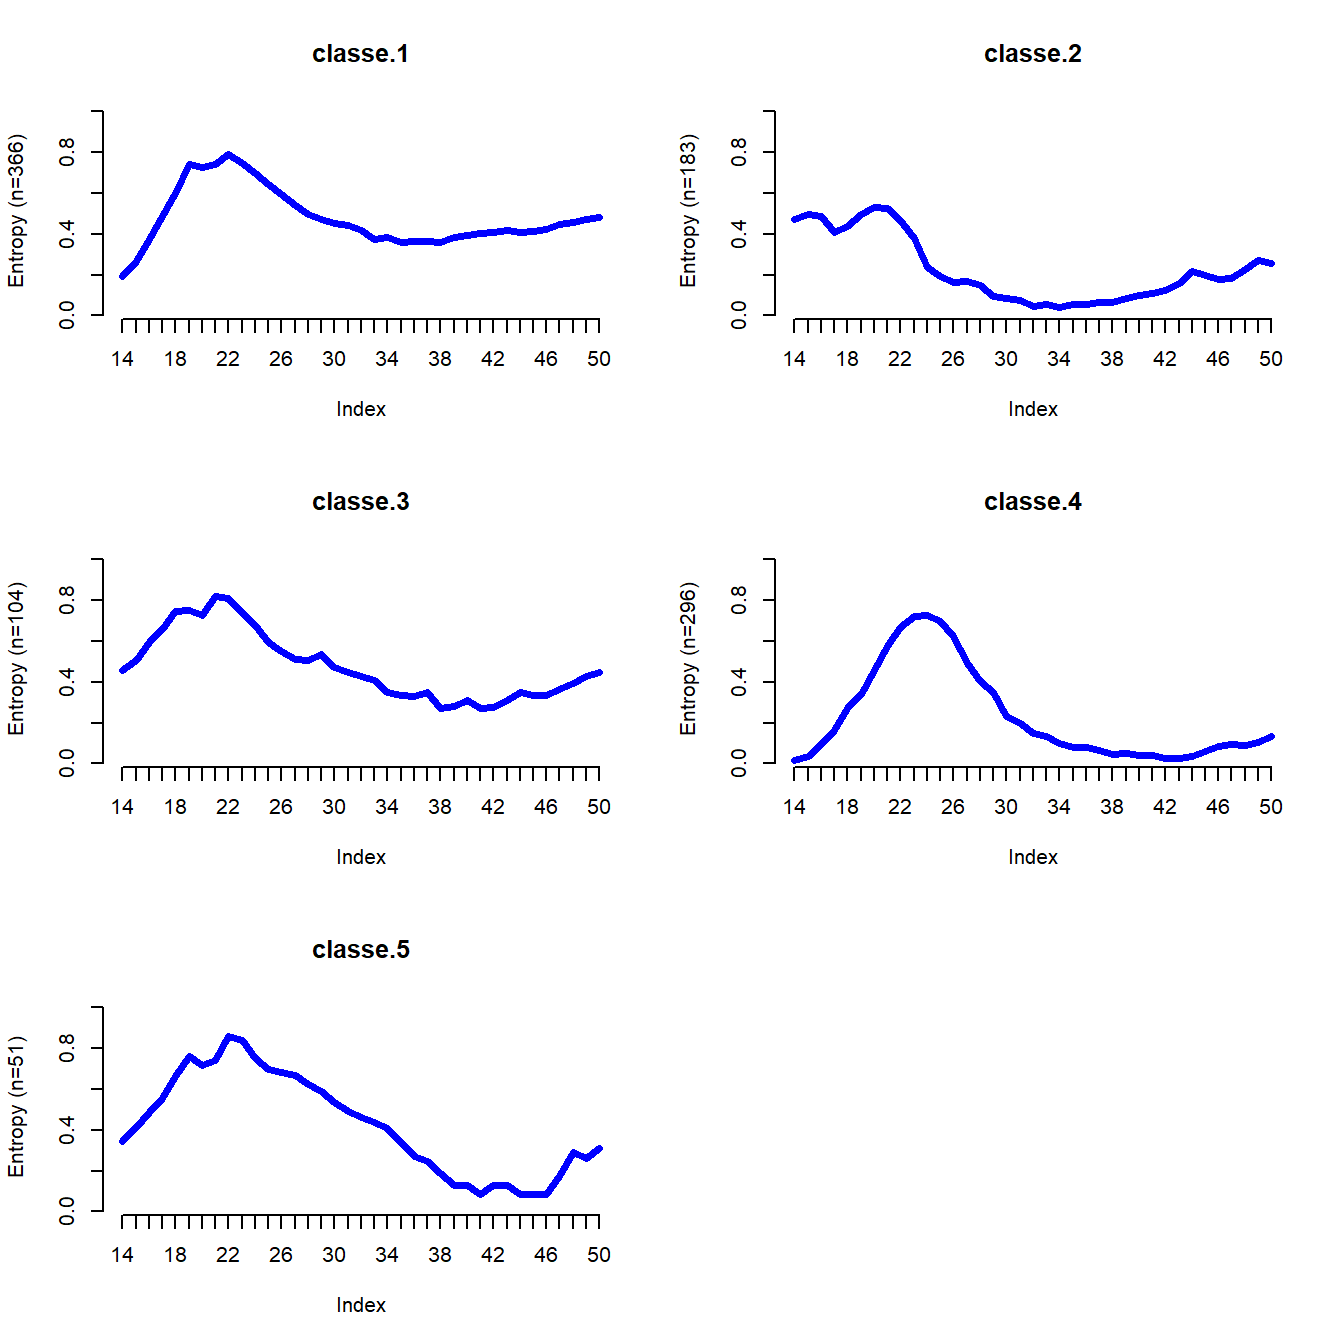 classe.1
Entropy (n=366)
0.0 0.4 0.8
14 18 22 26 30 34 38 42 46 50
Index
classe.2
Entropy (n=183)
0.0 0.4 0.8
14 18 22 26 30 34 38 42 46 50
Index
classe.3
Entropy (n=104)
0.0 0.4 0.8
14 18 22 26 30 34 38 42 46 50
Index
classe.4
Entropy (n=296)
0.0 0.4 0.8
14 18 22 26 30 34 38 42 46 50
Index
classe.5
Entropy (n=51)
0.0 0.4 0.8
14 18 22 26 30 34 38 42 46 50
Index